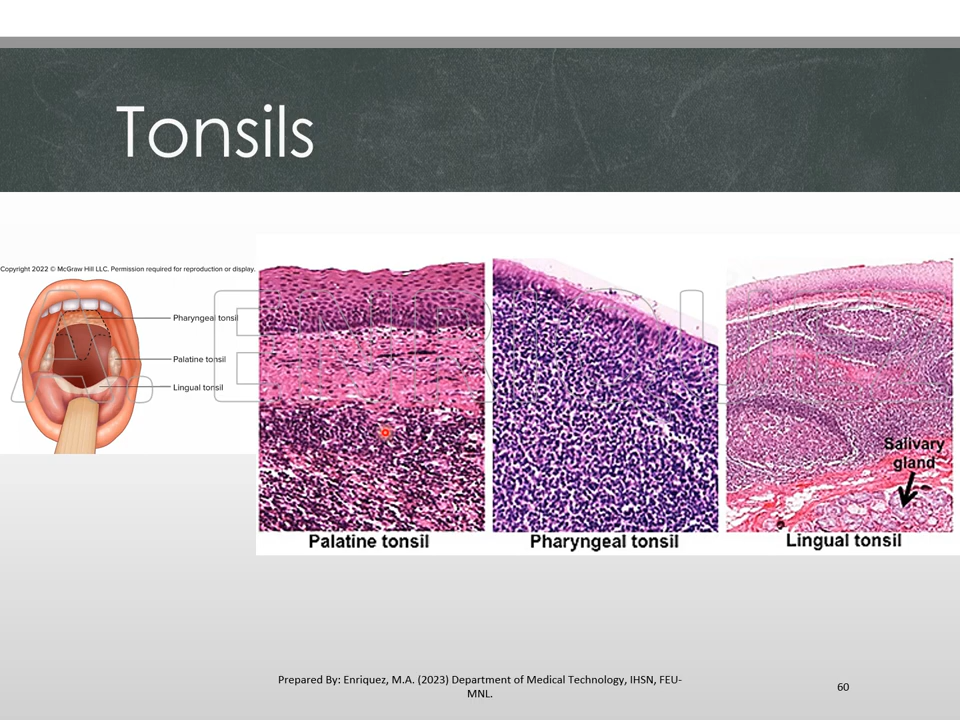 Tonsils
Copyright 2022 © McGraw Hill LLC. Permission required for reproduction or display.
Pharyngeal tonsil
Palatine tonsil
Lingual tonsil
Salivary
gland
Palatine tonsil
Pharyngeal tonsil
Lingual tonsil
Prepared By: Enriquez, M.A. (2023) Department of Medical Technology, IHSN, FEU-
MNL.
60